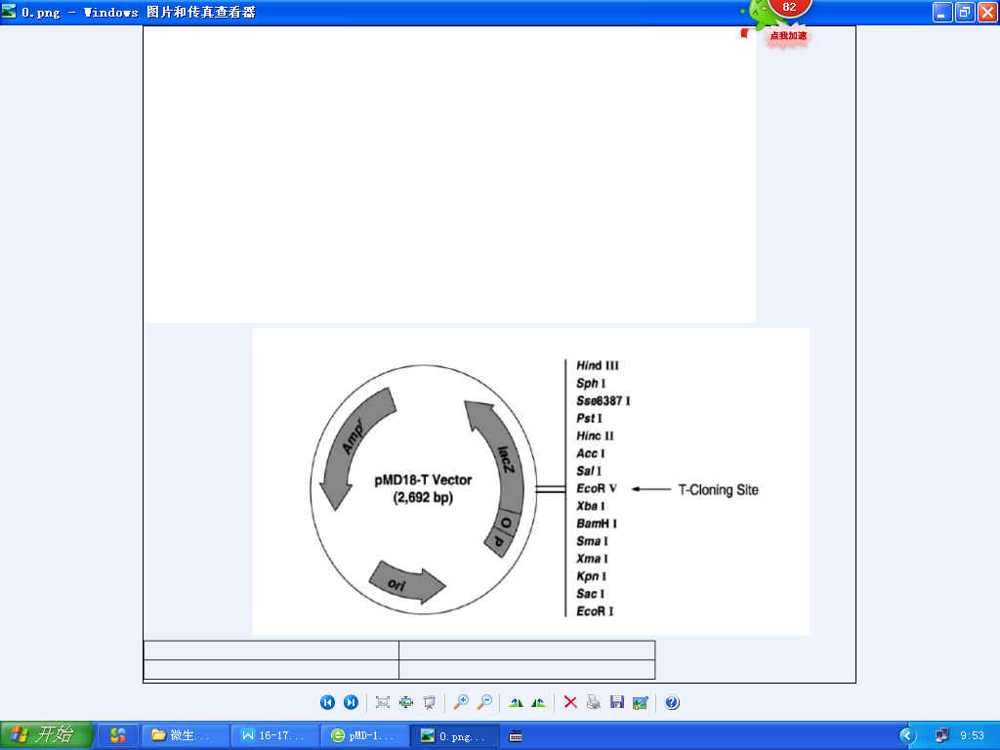 0.png - Windows 图片和传真查看器
82
点我加速
Hind III
Sph I
Sse8387 I
Pst I
Hinc II
Acc I
Sal I
EcoR V
T-Cloning Site
Xba I
BamH I
Sma I
Xma I
Kpn I
Sac I
EcoR I
Ampr
lacZ
pMD18-T Vector
(2,692 bp)
O
P
ori
开始
微生...
16-17...
pMD-1...
0.png...
9:53